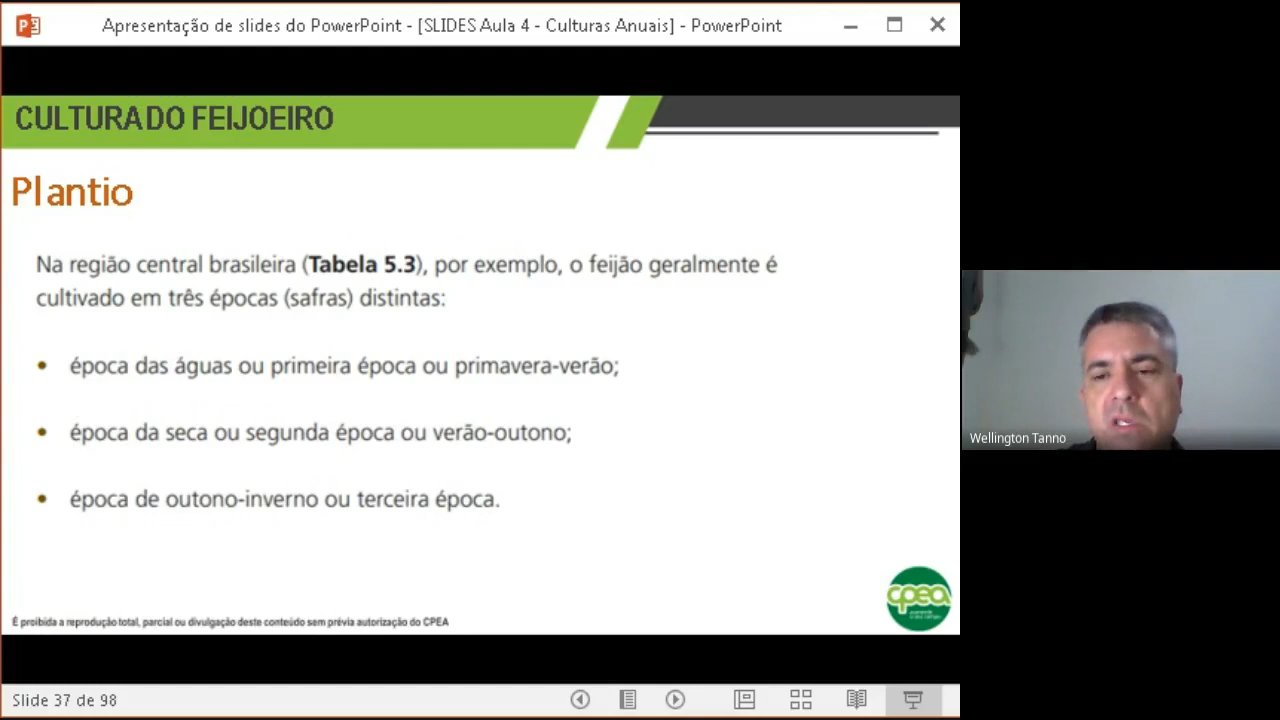 Apresentação de slides do PowerPoint - [SLIDES Aula 4 - Culturas Anuais] - PowerPoint
CULTURA DO FEIJOEIRO
Plantio
Na região central brasileira (Tabela 5.3), por exemplo, o feijão geralmente é
cultivado em três épocas (safras) distintas:
• época das águas ou primeira época ou primavera-verão;
• época da seca ou segunda época ou verão-outono;
• época de outono-inverno ou terceira época.
Wellington Tanno
cpea
É proibida a reprodução total, parcial ou divulgação deste conteúdo sem prévia autorização do CPEA
Slide 37 de 98